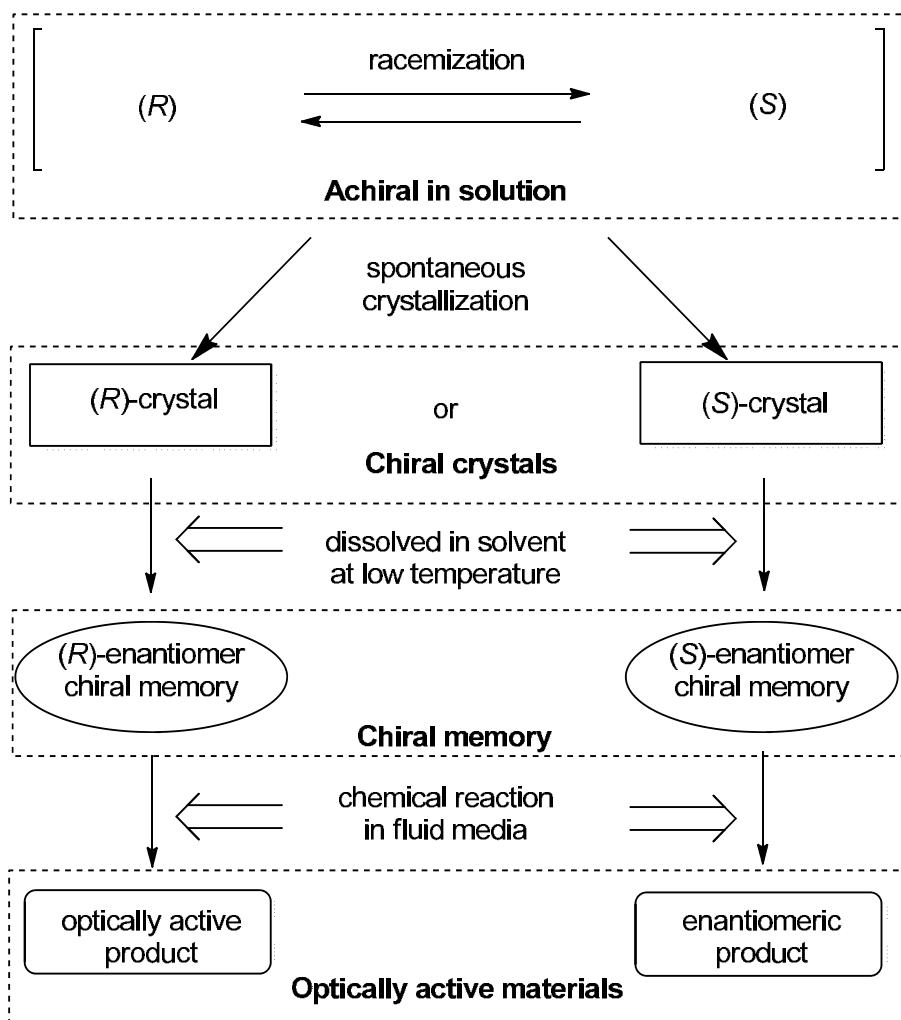 racemization
(R) (S)
Achiral in solution
spontaneous
crystallization
(R)-crystal
or
(S)-crystal
Chiral crystals
dissolved in solvent
at low temperature
(R)-enantiomer
chiral memory
(S)-enantiomer
chiral memory
Chiral memory
chemical reaction
in fluid media
optically active
product
enantiomeric
product
Optically active materials